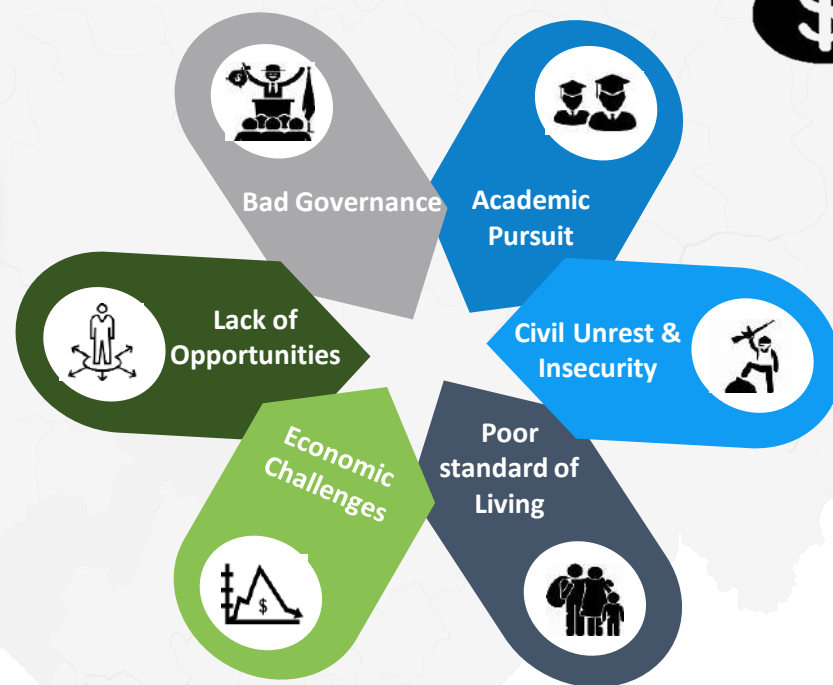 Bad Governance
Academic
Pursuit
Lack of
Opportunities
Civil Unrest &
Insecurity
Economic
Challenges
$
Poor
standard of
Living
$